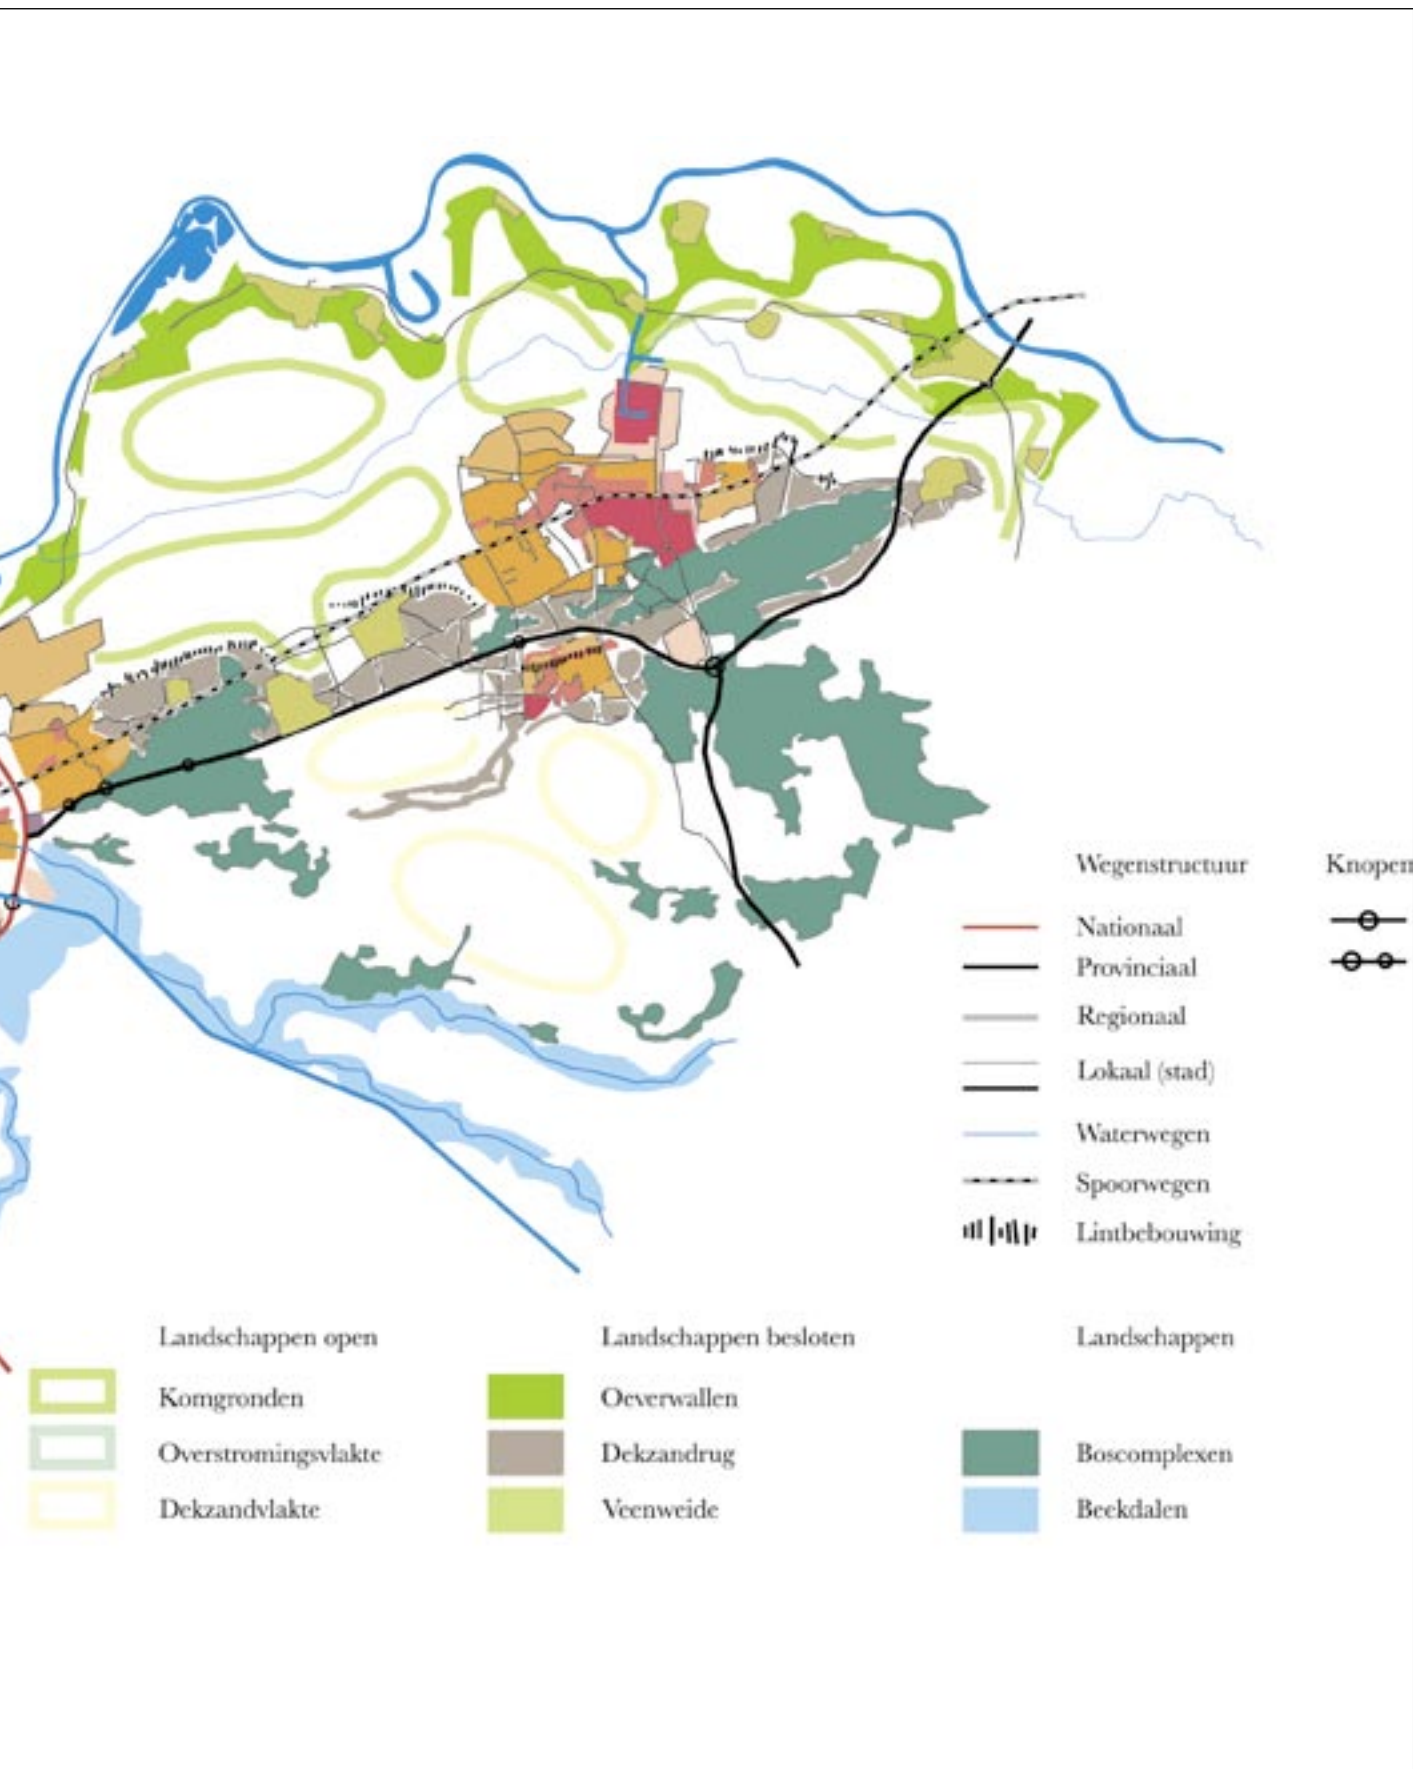 Wegenstructuur
Knopen
Nationaal
Provinciaal
Regionaal
Lokaal (stad)
Waterwegen
Spoorwegen
Lintbebouwing
Landschappen open
Komgronden
Overstromingsvlakte
Dekzandvlakte
Landschappen besloten
Oeverwallen
Dekzandrug
Veenweide
Landschappen
Boscomplexen
Beekdalen